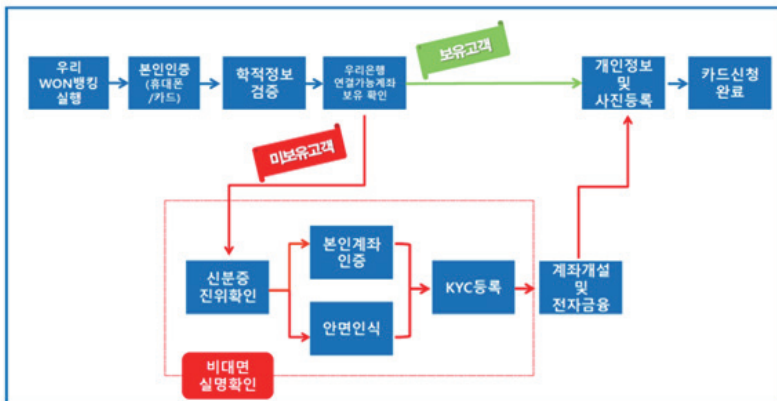 우리
WON뱅킹
실행
본인인증
(휴대폰
/카드)
학적정보
검증
우리은행
연결가능계좌
보유 확인
보유고객
개인정보
및
사진등록
카드신청
완료
미보유고객
신분증
진위확인
본인계좌
인증
안면인식
KYC등록
계좌개설
및
전자금융
비대면
실명확인